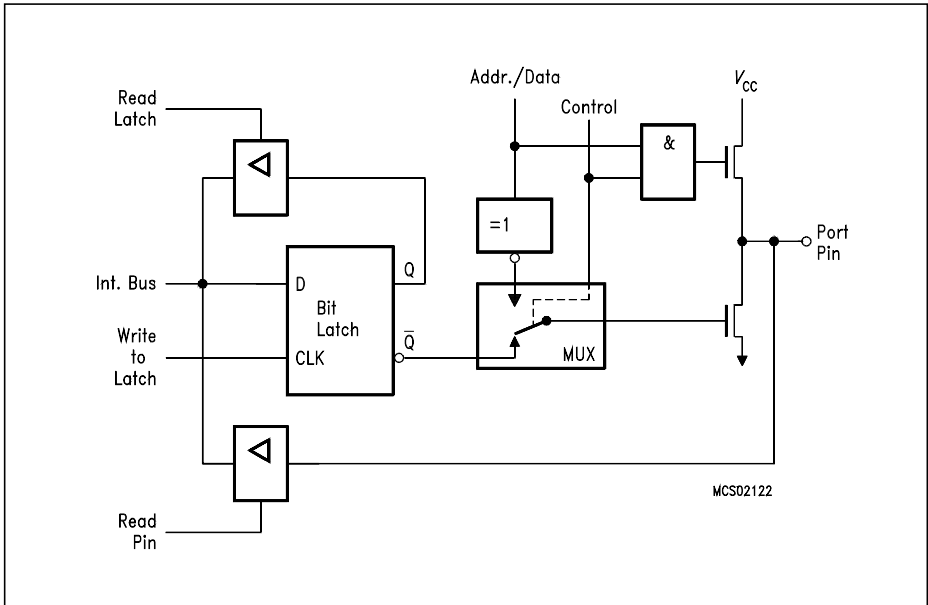 Addr./Data
V_CC
Read
Latch
Control
&
=1
Port
Pin
Int. Bus
D
Q
Bit
Latch
Q̅
Write
to
Latch
CLK
MUX
MCS02122
Read
Pin